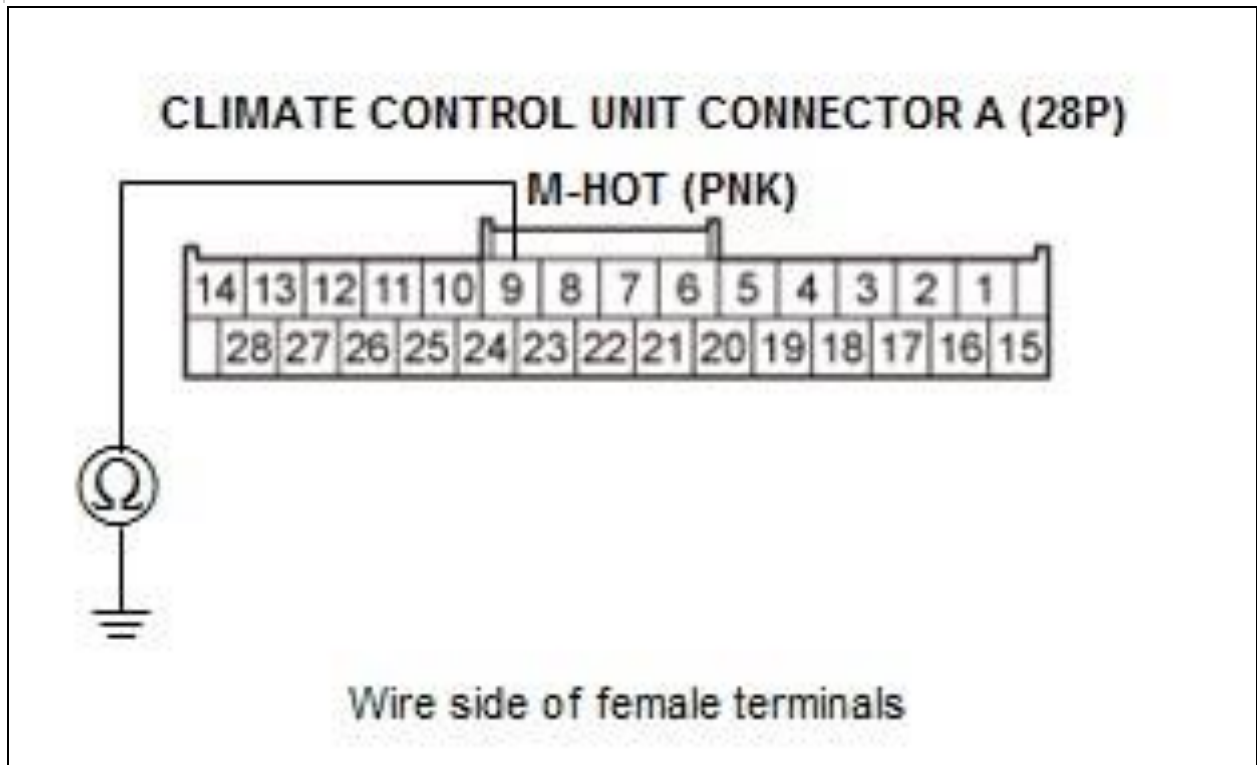 CLIMATE CONTROL UNIT CONNECTOR A (28P)
M-HOT (PNK)
14 13 12 11 10 9 8 7 6 5 4 3 2 1
28 27 26 25 24 23 22 21 20 19 18 17 16 15
Ω
Wire side of female terminals